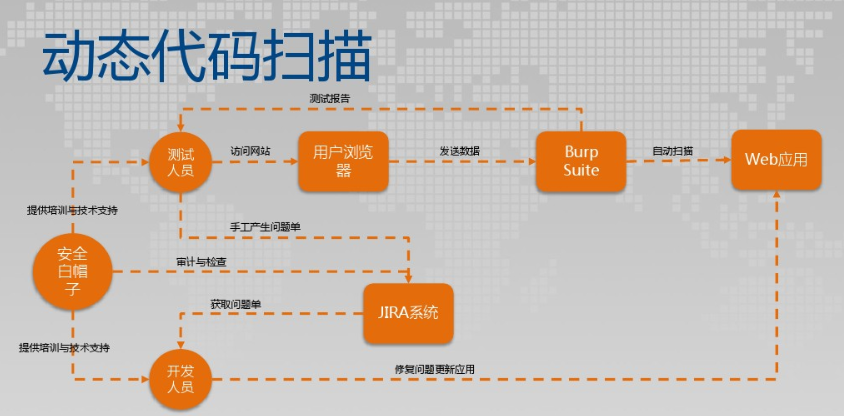 动态代码扫描
测试报告
测试
人员
访问网站
用户浏览
器
发送数据
Burp
Suite
自动扫描
Web应用
提供培训与技术支持
手工产生问题单
安全
白帽
子
审计与检查
获取问题单
JIRA系统
提供培训与技术支持
开发
人员
修复问题更新应用